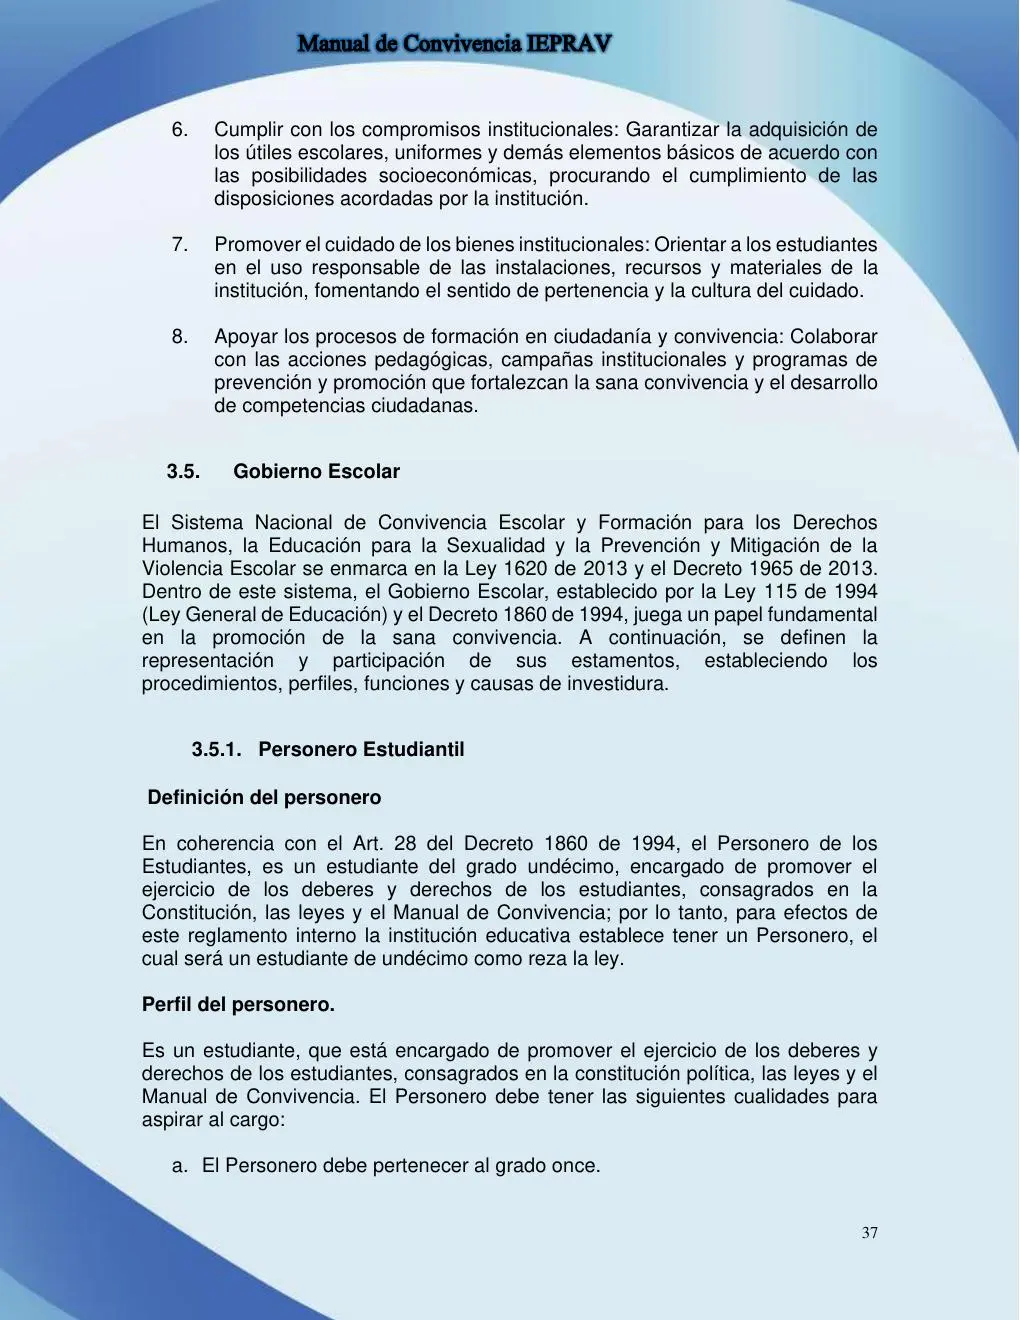 Manual de Convivencia IEPRAV
6. Cumplir con los compromisos institucionales: Garantizar la adquisición de
los útiles escolares, uniformes y demás elementos básicos de acuerdo con
las posibilidades socioeconómicas, procurando el cumplimiento de las
disposiciones acordadas por la institución.
7. Promover el cuidado de los bienes institucionales: Orientar a los estudiantes
en el uso responsable de las instalaciones, recursos y materiales de la
institución, fomentando el sentido de pertenencia y la cultura del cuidado.
8. Apoyar los procesos de formación en ciudadanía y convivencia: Colaborar
con las acciones pedagógicas, campañas institucionales y programas de
prevención y promoción que fortalezcan la sana convivencia y el desarrollo
de competencias ciudadanas.
3.5. Gobierno Escolar
El Sistema Nacional de Convivencia Escolar y Formación para los Derechos
Humanos, la Educación para la Sexualidad y la Prevención y Mitigación de la
Violencia Escolar se enmarca en la Ley 1620 de 2013 y el Decreto 1965 de 2013.
Dentro de este sistema, el Gobierno Escolar, establecido por la Ley 115 de 1994
(Ley General de Educación) y el Decreto 1860 de 1994, juega un papel fundamental
en la promoción de la sana convivencia. A continuación, se definen la
representación y participación de sus estamentos, estableciendo los
procedimientos, perfiles, funciones y causas de investidura.
3.5.1. Personero Estudiantil
Definición del personero
En coherencia con el Art. 28 del Decreto 1860 de 1994, el Personero de los
Estudiantes, es un estudiante del grado undécimo, encargado de promover el
ejercicio de los deberes y derechos de los estudiantes, consagrados en la
Constitución, las leyes y el Manual de Convivencia; por lo tanto, para efectos de
este reglamento interno la institución educativa establece tener un Personero, el
cual será un estudiante de undécimo como reza la ley.
Perfil del personero.
Es un estudiante, que está encargado de promover el ejercicio de los deberes y
derechos de los estudiantes, consagrados en la constitución política, las leyes y el
Manual de Convivencia. El Personero debe tener las siguientes cualidades para
aspirar al cargo:
a. El Personero debe pertenecer al grado once.
37